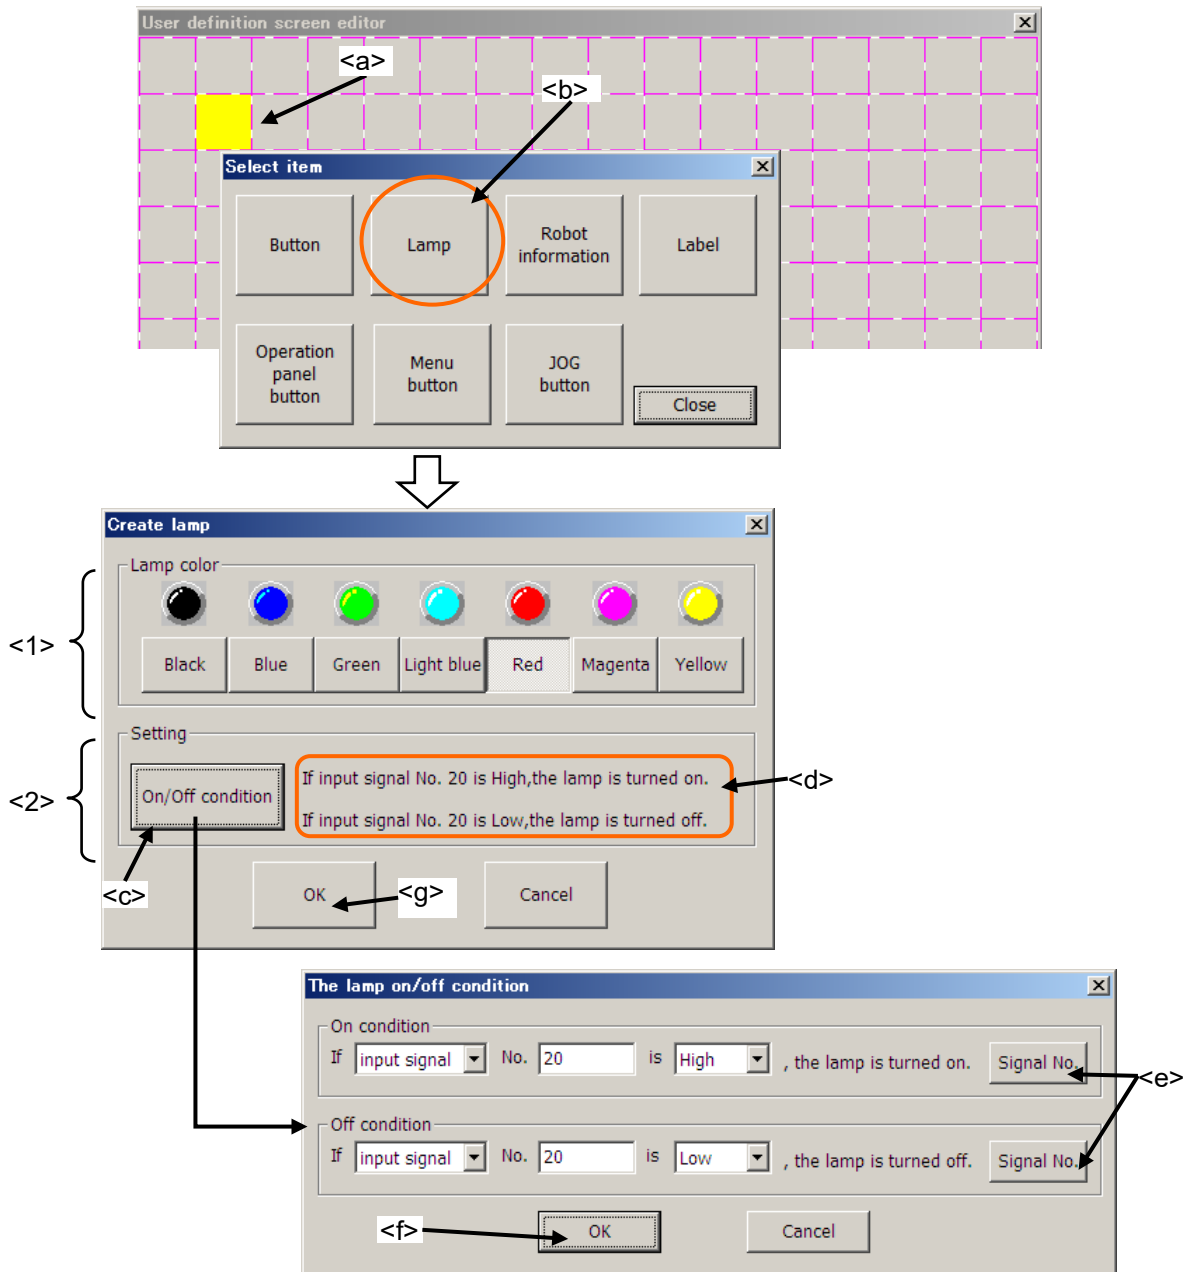 User definition screen editor
<a>
<b>
Select item
Button
Lamp
Robot
information
Label
Operation
panel
button
Menu
button
JOG
button
Close
Create lamp
Lamp color
<1>
Black Blue Green Light blue Red Magenta Yellow
Setting
<2>
On/Off condition
If input signal No. 20 is High,the lamp is turned on.
If input signal No. 20 is Low,the lamp is turned off.
<d>
<c>
OK
<g>
Cancel
The lamp on/off condition
On condition
If input signal No. 20 is High , the lamp is turned on. Signal No.
<e>
Off condition
If input signal No. 20 is Low , the lamp is turned off. Signal No.
<f>
OK
Cancel